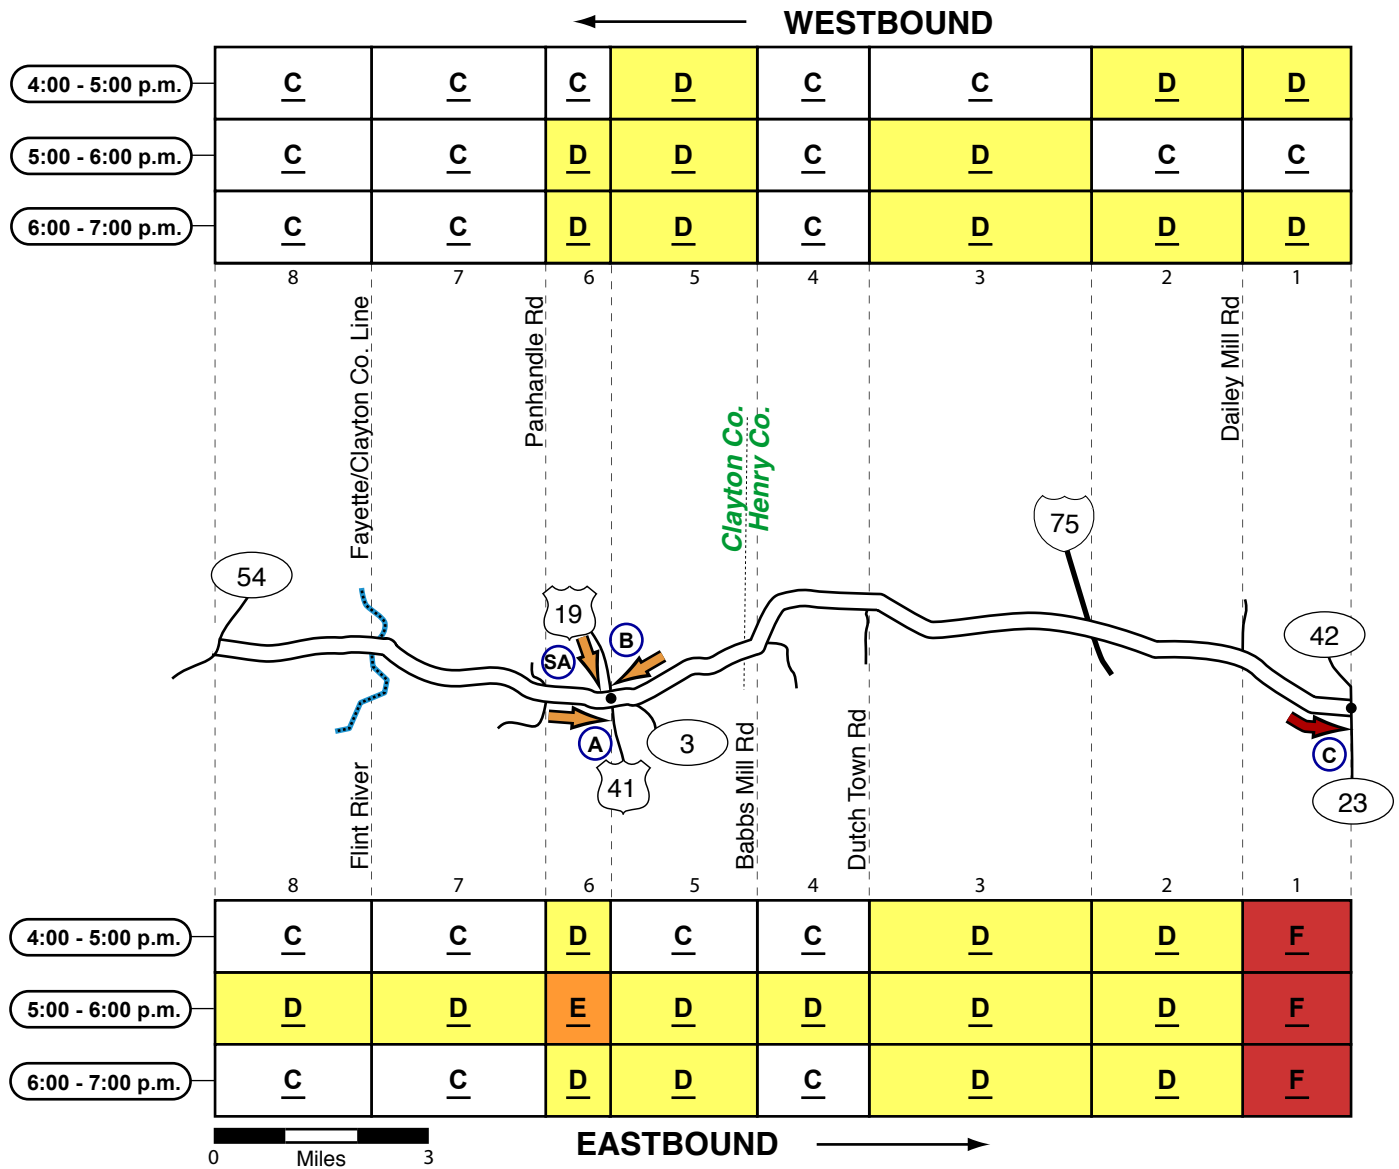 WESTBOUND
4:00 - 5:00 p.m. C C C D C C D D
5:00 - 6:00 p.m. C C D D C D C C
6:00 - 7:00 p.m. C C D D C D D D
8 7 6 5 4 3 2 1
Fayette/Clayton Co. Line
Panhandle Rd
Dailey Mill Rd
Clayton Co.
Henry Co.
75
54
19
B
42
SA
A
3
C
41
23
Flint River
Babbs Mill Rd
Dutch Town Rd
8 7 6 5 4 3 2 1
4:00 - 5:00 p.m. C C D C C D D F
5:00 - 6:00 p.m. D D E D D D D F
6:00 - 7:00 p.m. C C D D C D D F
0 Miles 3
EASTBOUND